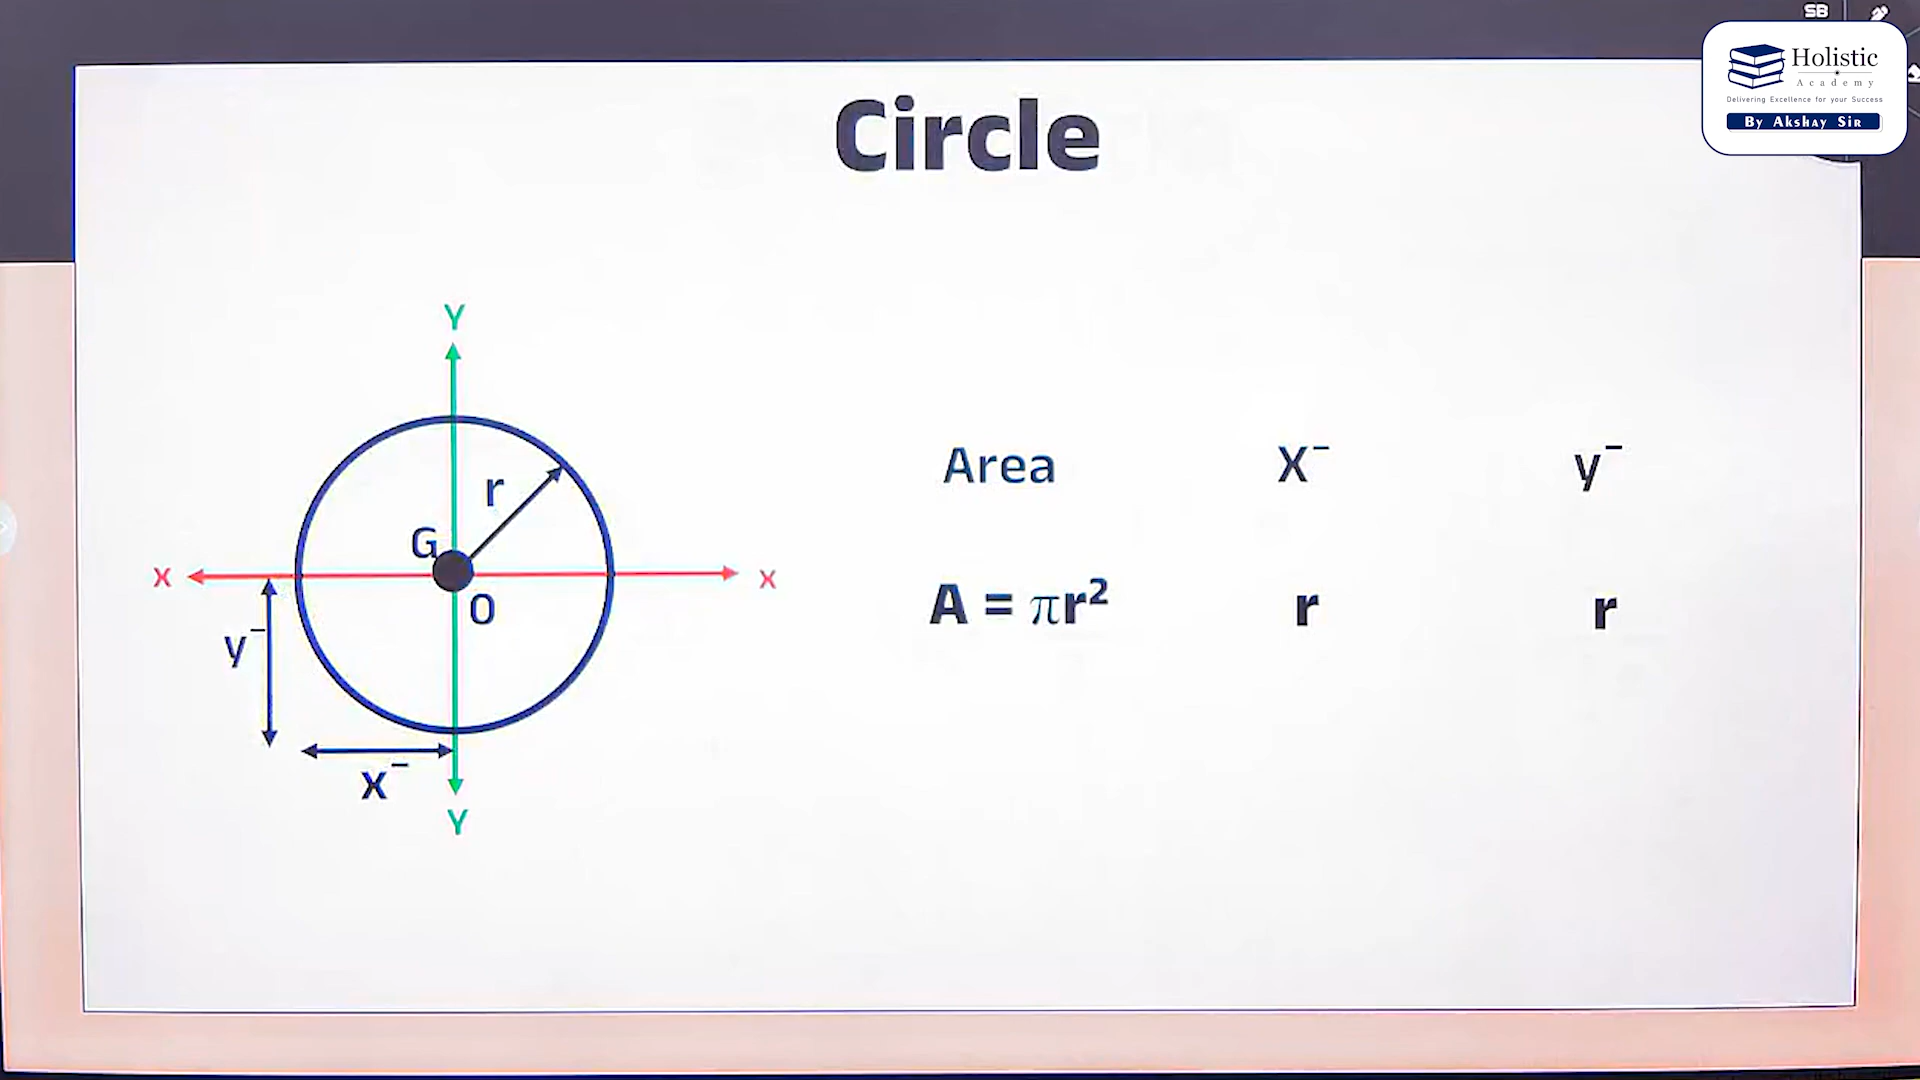 SB
Holistic
Academy
Delivering Excellence for your Success
By Akshay Sir
Circle
Y
r
G
x
x
O
y⁻
x⁻
Y
Area X⁻ y⁻
A = πr² r r